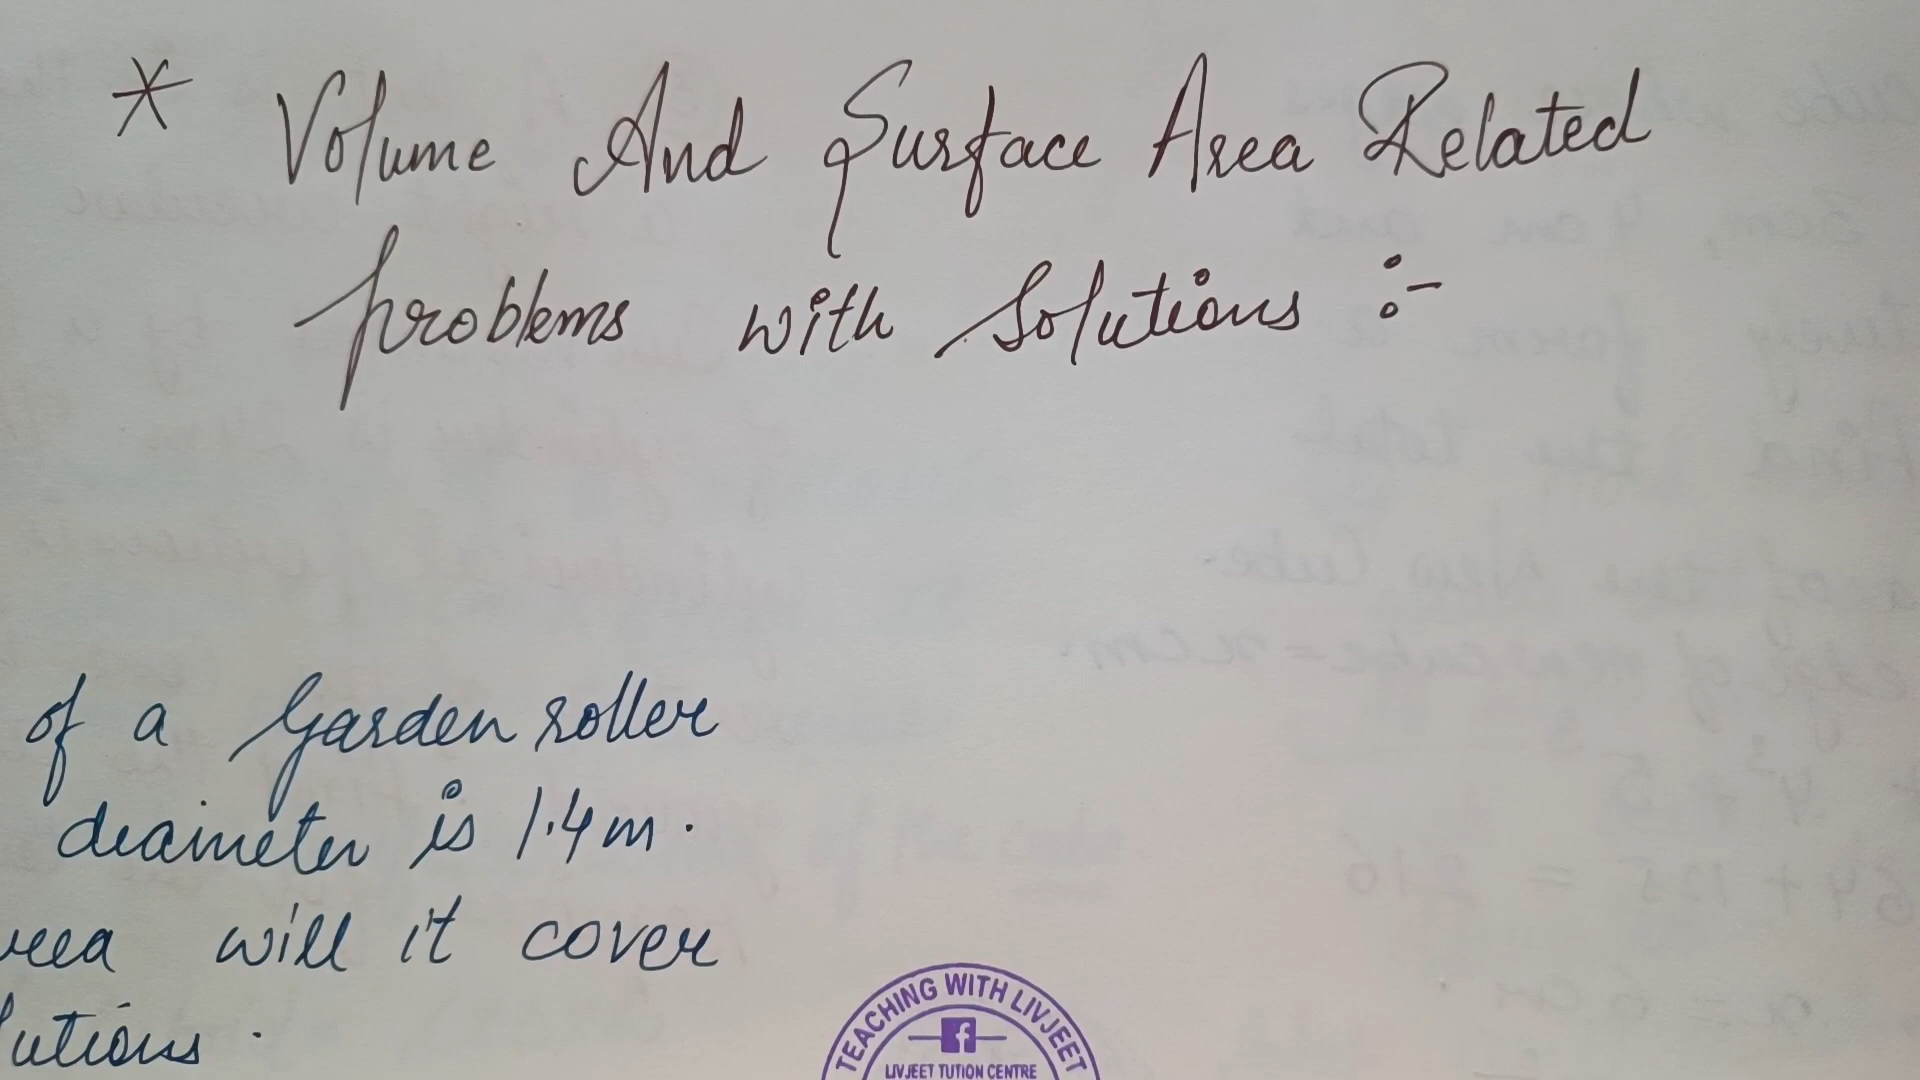 * Volume And Surface Area Related
problems with Solutions :-
of a Garden roller
diameter is 1.4m.
will it cover
TEACHING WITH LIVJEET
LIVJEET TUTION CENTRE